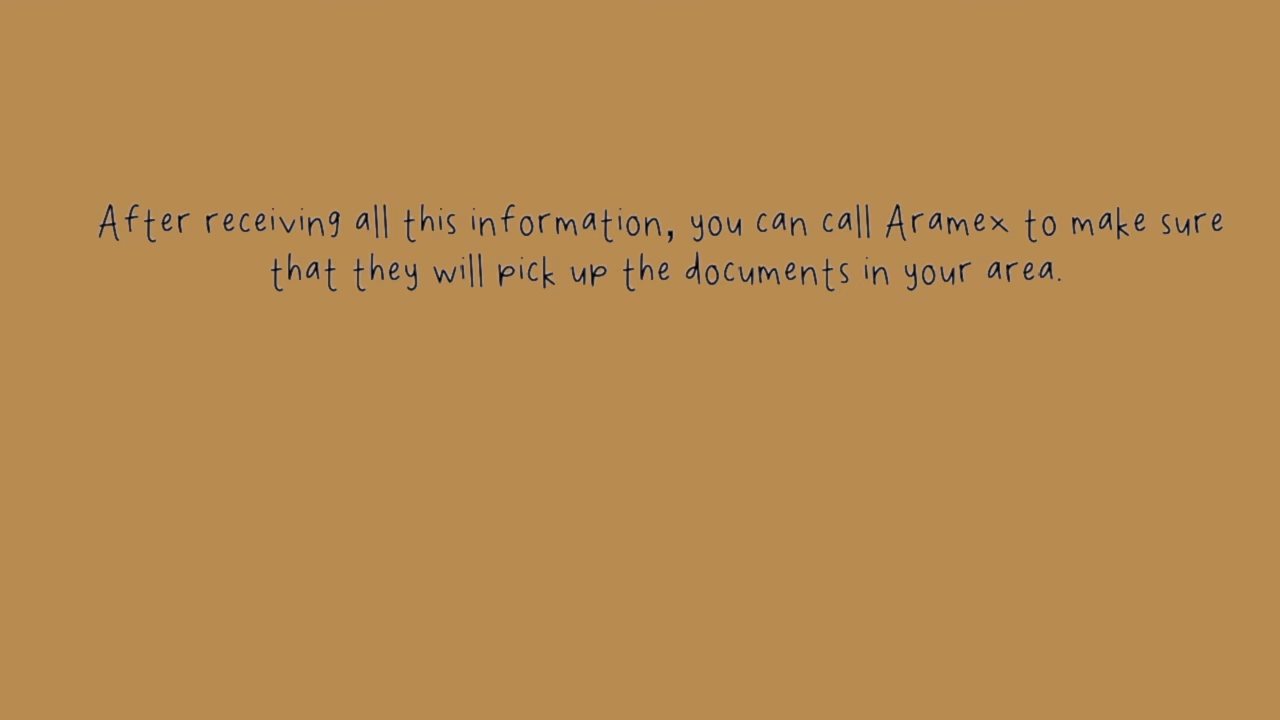 After receiving all this information, you can call Aramex to make sure
that they will pick up the documents in your area.